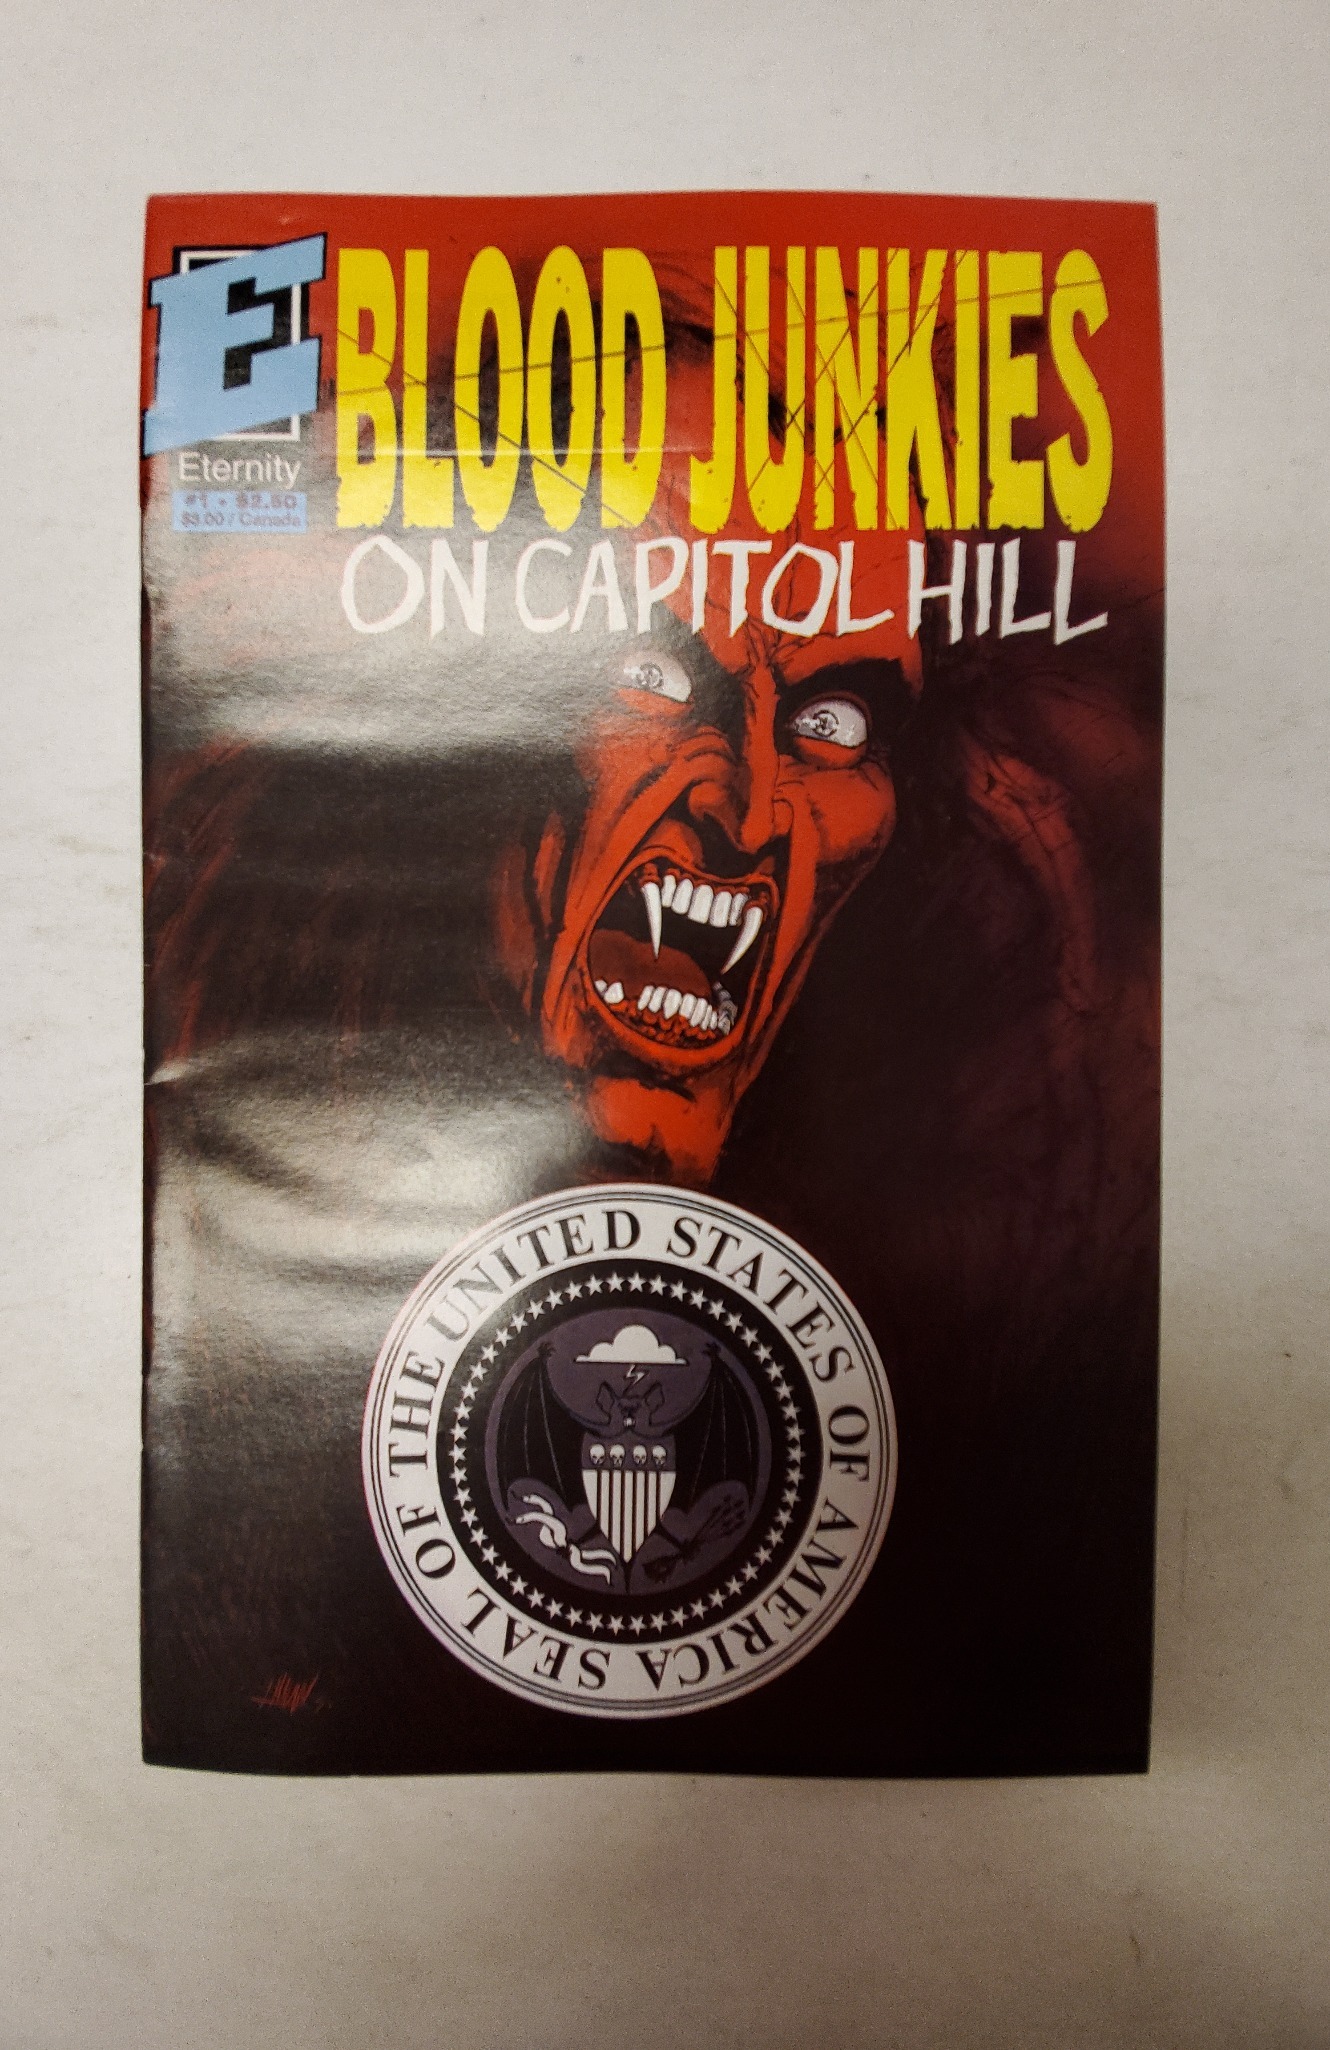 E
Eternity
#1 • $2.50
$3.00 / Canada
BLOOD JUNKIES
ON CAPITOL HILL
SEAL OF THE UNITED STATES OF AMERICA